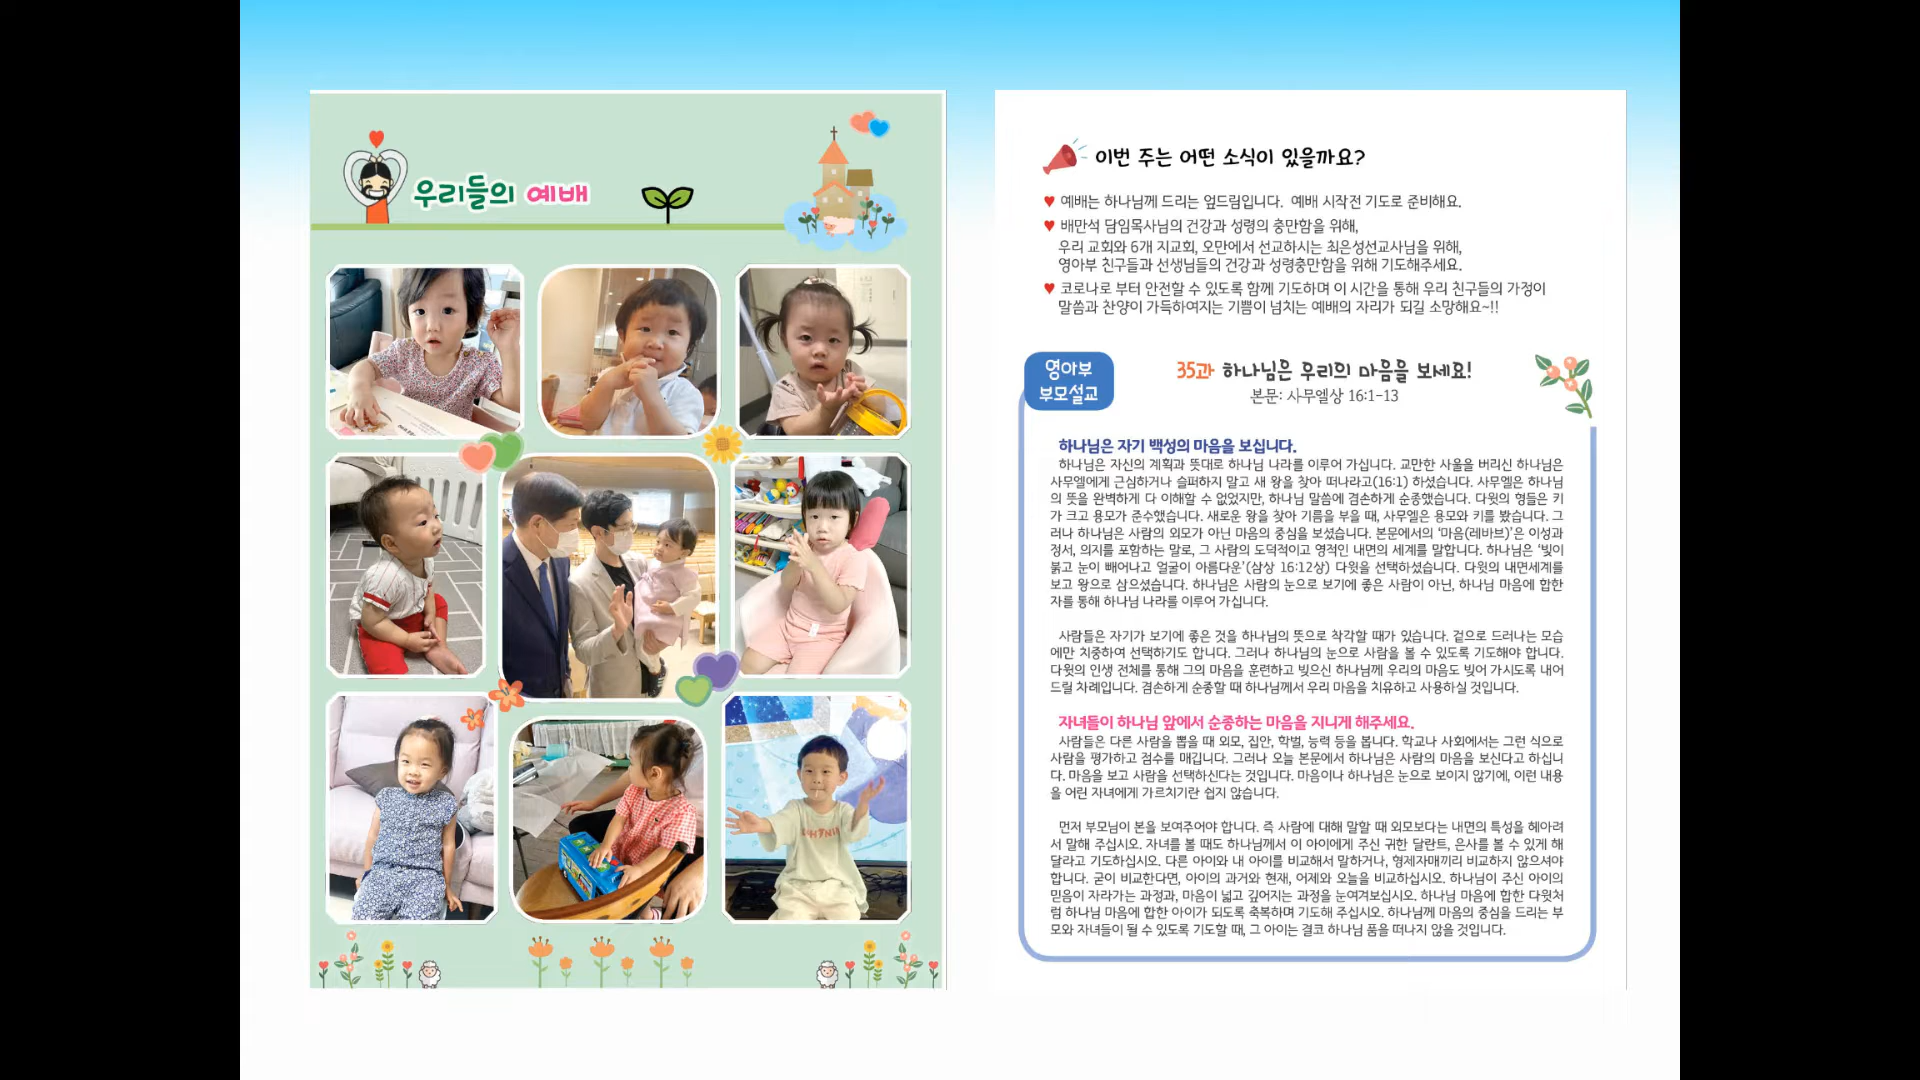 우리들의 예배
이번 주는 어떤 소식이 있을까요?
♥ 예배는 하나님께 드리는 엎드림입니다. 예배 시작전 기도로 준비해요.
♥ 배만석 담임목사님의 건강과 성령의 충만함을 위해,
우리 교회와 6개 지교회, 오만에서 선교하시는 최은성선교사님을 위해,
영아부 친구들과 선생님들의 건강과 성령충만함을 위해 기도해주세요.
♥ 코로나로 부터 안전할 수 있도록 함께 기도하며 이 시간을 통해 우리 친구들의 가정이
말씀과 찬양이 가득하여지는 기쁨이 넘치는 예배의 자리가 되길 소망해요~!!
영아부
부모설교
35과 하나님은 우리의 마음을 보세요!
본문: 사무엘상 16:1-13
하나님은 자기 백성의 마음을 보십니다.
하나님은 자신의 계획과 뜻대로 하나님 나라를 이루어 가십니다. 교만한 사울을 버리신 하나님은
사무엘에게 근심하거나 슬퍼하지 말고 새 왕을 찾아 떠나라고(16:1) 하셨습니다. 사무엘은 하나님
의 뜻을 완벽하게 다 이해할 수 없었지만, 하나님 말씀에 겸손하게 순종했습니다. 다윗의 형들은 키
가 크고 용모가 준수했습니다. 새로운 왕을 찾아 기름을 부을 때, 사무엘은 용모와 키를 봤습니다. 그
러나 하나님은 사람의 외모가 아닌 마음의 중심을 보셨습니다. 본문에서의 '마음(레바브)'은 이성과
정서, 의지를 포함하는 말로, 그 사람의 도덕적이고 영적인 내면의 세계를 말합니다. 하나님은 '빛이
붉고 눈이 빼어나고 얼굴이 아름다운'(삼상 16:12상) 다윗을 선택하셨습니다. 다윗의 내면세계를
보고 왕으로 삼으셨습니다. 하나님은 사람의 눈으로 보기에 좋은 사람이 아닌, 하나님 마음에 합한
자를 통해 하나님 나라를 이루어 가십니다.
사람들은 자기가 보기에 좋은 것을 하나님의 뜻으로 착각할 때가 있습니다. 겉으로 드러나는 모습
에만 치중하여 선택하기도 합니다. 그러나 하나님의 눈으로 사람을 볼 수 있도록 기도해야 합니다.
다윗의 인생 전체를 통해 그의 마음을 훈련하고 빚으신 하나님께 우리의 마음도 빚어 가시도록 내어
드릴 차례입니다. 겸손하게 순종할 때 하나님께서 우리 마음을 치유하고 사용하실 것입니다.
자녀들이 하나님 앞에서 순종하는 마음을 지니게 해주세요.
사람들은 다른 사람을 뽑을 때 외모, 집안, 학벌, 능력 등을 봅니다. 학교나 사회에서는 그런 식으로
사람을 평가하고 점수를 매깁니다. 그러나 오늘 본문에서 하나님은 사람의 마음을 보신다고 하십니
다. 마음을 보고 사람을 선택하신다는 것입니다. 마음이나 하나님은 눈으로 보이지 않기에, 이런 내용
을 어린 자녀에게 가르치기란 쉽지 않습니다.
먼저 부모님이 본을 보여주어야 합니다. 즉 사람에 대해 말할 때 외모보다는 내면의 특성을 헤아려
서 말해 주십시오. 자녀를 볼 때도 하나님께서 이 아이에게 주신 귀한 달란트, 은사를 볼 수 있게 해
달라고 기도하십시오. 다른 아이와 내 아이를 비교해서 말하거나, 형제자매끼리 비교하지 않으셔야
합니다. 굳이 비교한다면, 아이의 과거와 현재, 어제와 오늘을 비교하십시오. 하나님이 주신 아이의
믿음이 자라가는 과정과, 마음이 넓고 깊어지는 과정을 눈여겨보십시오. 하나님 마음에 합한 다윗처
럼 하나님 마음에 합한 아이가 되도록 축복하며 기도해 주십시오. 하나님께 마음의 중심을 드리는 부
모와 자녀들이 될 수 있도록 기도할 때, 그 아이는 결코 하나님 품을 떠나지 않을 것입니다.